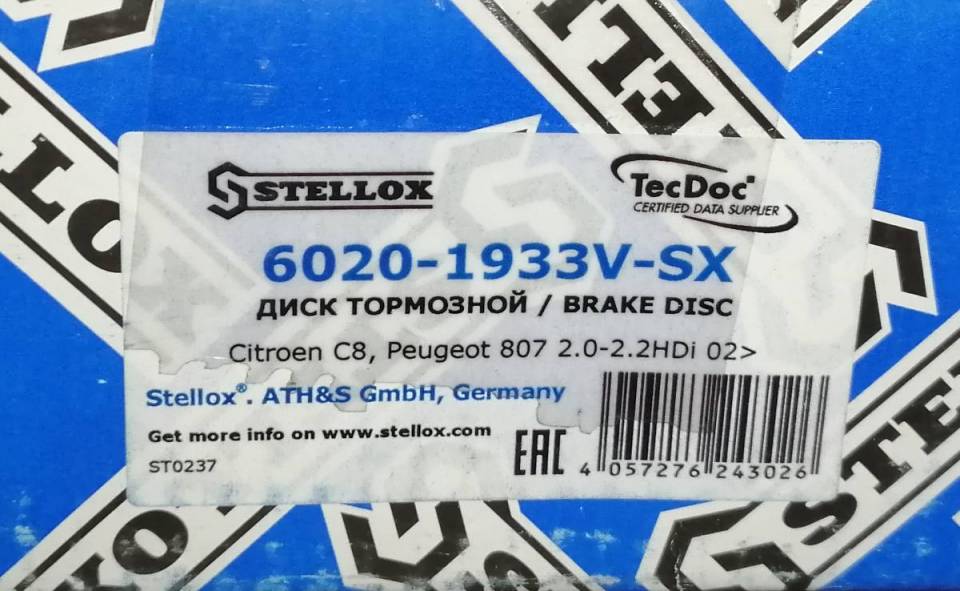 STELLOX
TecDoc
CERTIFIED DATA SUPPLIER
6020-1933V-SX
ДИСК ТОРМОЗНОЙ / BRAKE DISC
Citroen C8, Peugeot 807 2.0-2.2HDi 02>
Stellox®. ATH&S GmbH, Germany
Get more info on www.stellox.com
ST0237
EAC
4 057276 243026